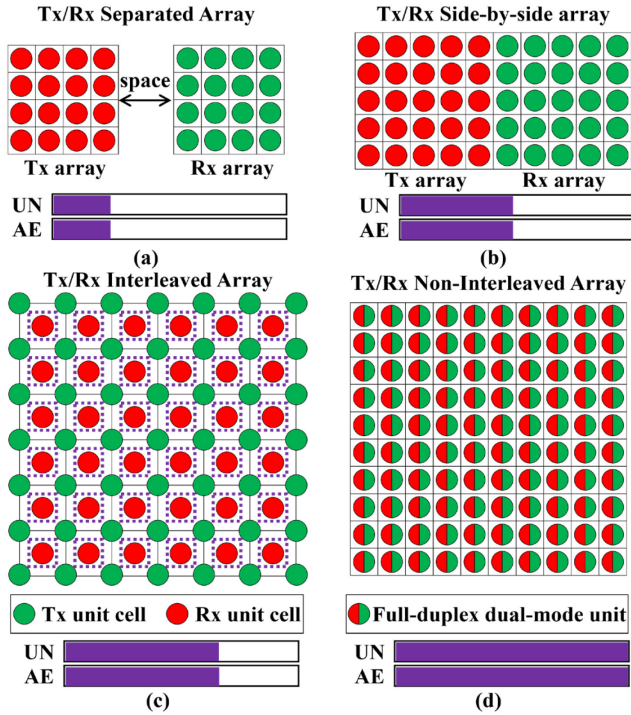 Tx/Rx Separated Array
space
Tx array Rx array
UN
AE
(a)
Tx/Rx Side-by-side array
Tx array Rx array
UN
AE
(b)
Tx/Rx Interleaved Array
Tx unit cell Rx unit cell
UN
AE
(c)
Tx/Rx Non-Interleaved Array
Full-duplex dual-mode unit
UN
AE
(d)